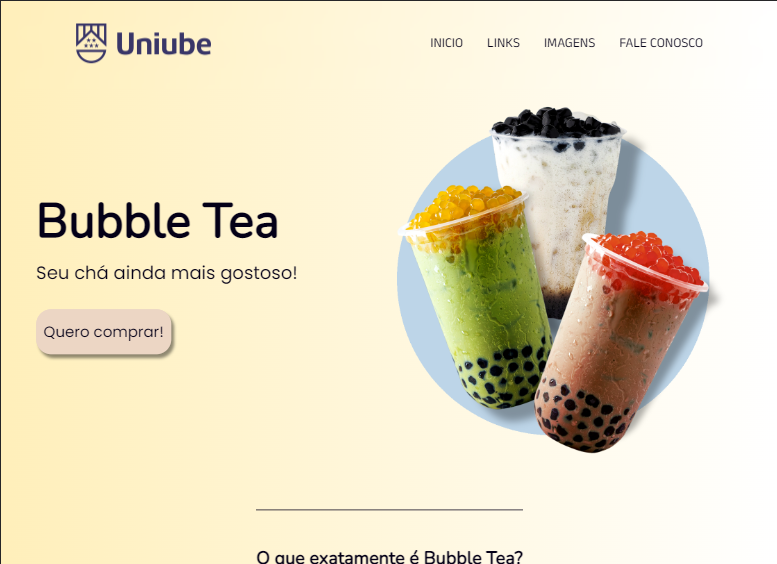 Uniube
INICIO LINKS IMAGENS FALE CONOSCO
Bubble Tea
Seu chá ainda mais gostoso!
Quero comprar!
O que exatamente é Bubble Tea?